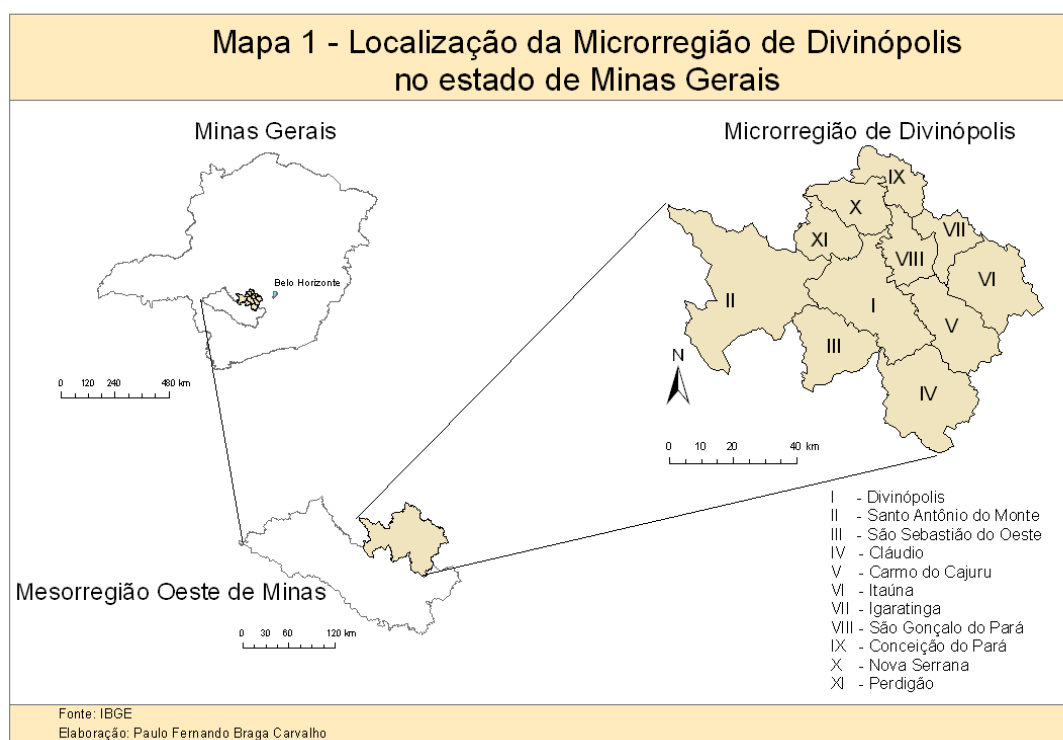 Mapa 1 - Localização da Microrregião de Divinópolis
no estado de Minas Gerais
Minas Gerais
Belo Horizonte
0 120 240 480 km
Microrregião de Divinópolis
IX
X
VII
XI
VIII
VI
II
I
V
III
IV
N
0 10 20 40 km
Mesorregião Oeste de Minas
0 30 60 120 km
I - Divinópolis
II - Santo Antônio do Monte
III - São Sebastião do Oeste
IV - Cláudio
V - Carmo do Cajuru
VI - Itaúna
VII - Igaratinga
VIII - São Gonçalo do Pará
IX - Conceição do Pará
X - Nova Serrana
XI - Perdigão
Fonte: IBGE
Elaboração: Paulo Fernando Braga Carvalho